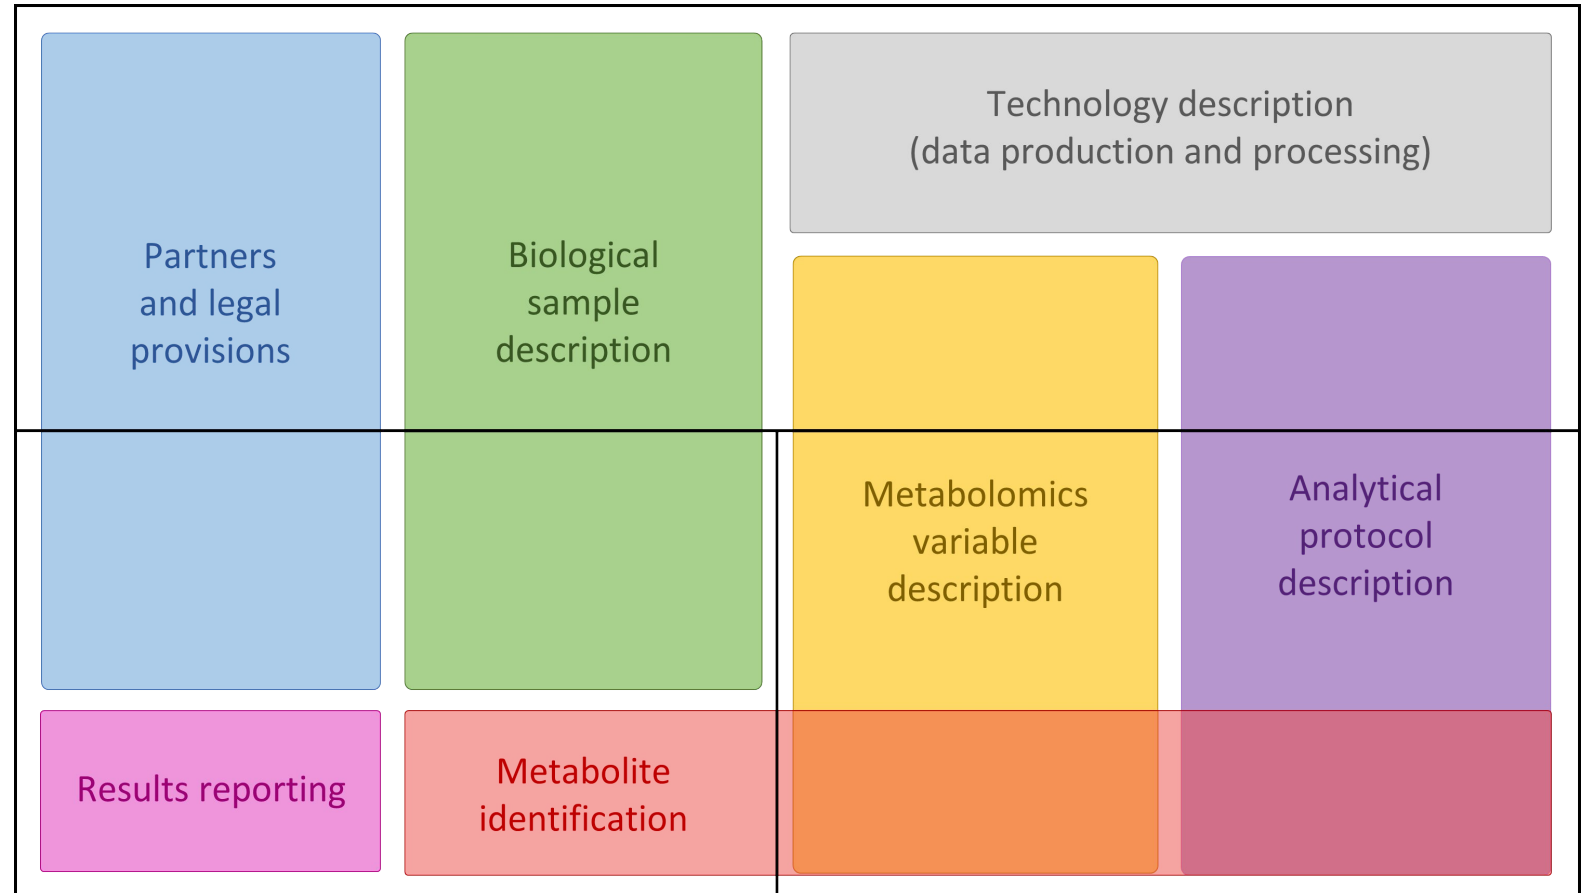 Partners
and legal
provisions
Biological
sample
description
Technology description
(data production and processing)
Metabolomics
variable
description
Analytical
protocol
description
Results reporting
Metabolite
identification